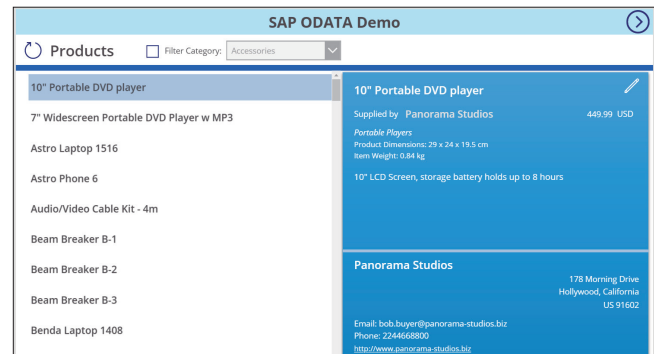 SAP ODATA Demo
Products
Filter Category:
Accessories
10" Portable DVD player
7" Widescreen Portable DVD Player w MP3
Astro Laptop 1516
Astro Phone 6
Audio/Video Cable Kit - 4m
Beam Breaker B-1
Beam Breaker B-2
Beam Breaker B-3
Benda Laptop 1408
10" Portable DVD player
Supplied by Panorama Studios 449.99 USD
Portable Players
Product Dimensions: 29 x 24 x 19.5 cm
Item Weight: 0.84 kg
10" LCD Screen, storage battery holds up to 8 hours
Panorama Studios
178 Morning Drive
Hollywood, California
US 91602
Email: bob.buyer@panorama-studios.biz
Phone: 2244668800
http://www.panorama-studios.biz